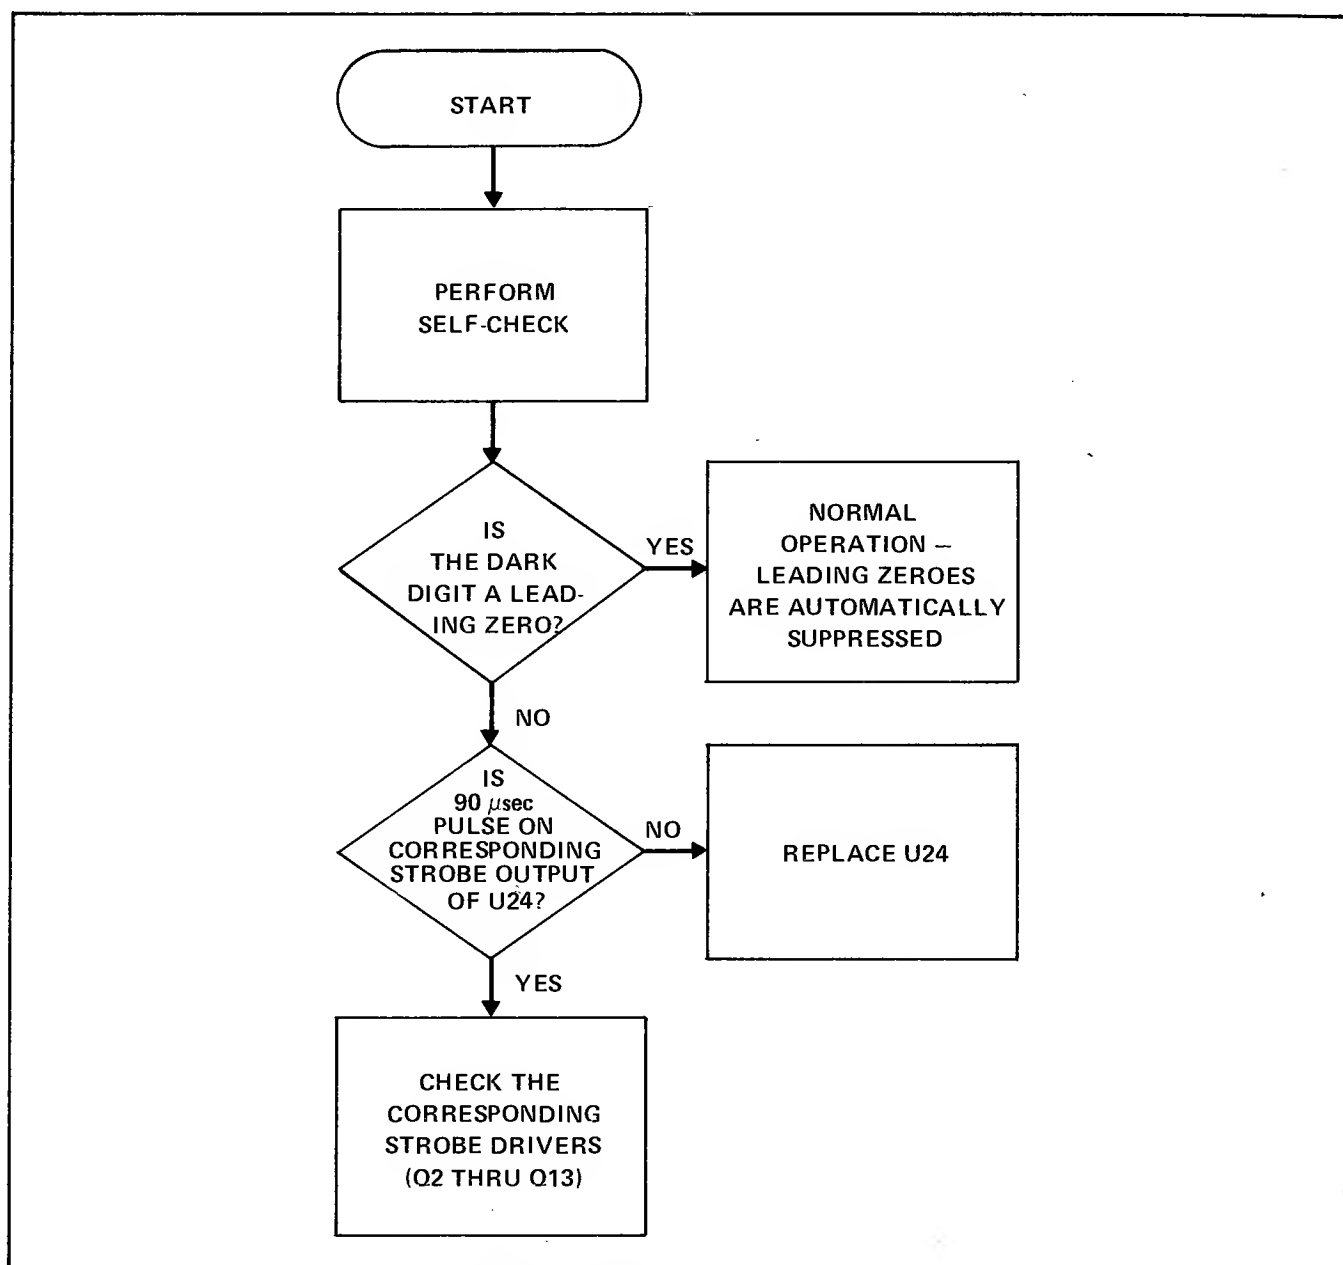 START
PERFORM
SELF-CHECK
IS
THE DARK
DIGIT A LEAD-
ING ZERO?
YES
NORMAL
OPERATION –
LEADING ZEROES
ARE AUTOMATICALLY
SUPPRESSED
NO
IS
90 μsec
PULSE ON
CORRESPONDING
STROBE OUTPUT
OF U24?
NO
REPLACE U24
YES
CHECK THE
CORRESPONDING
STROBE DRIVERS
(Q2 THRU Q13)